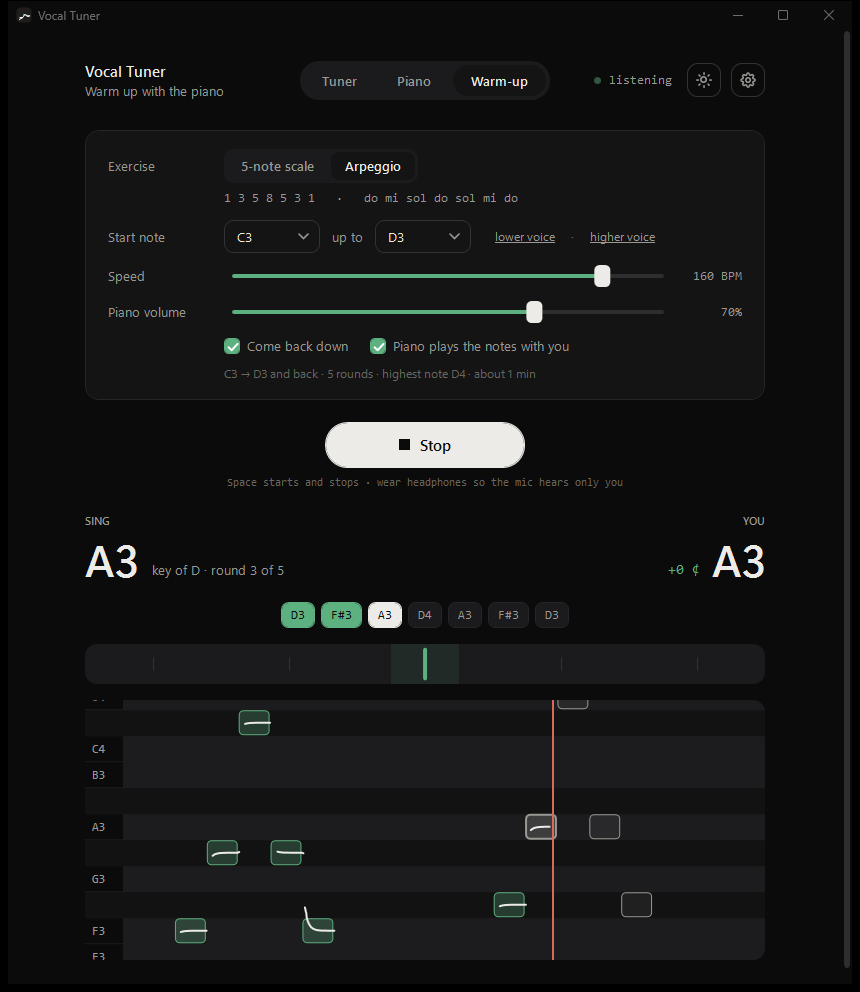 Vocal Tuner
Vocal Tuner
Warm up with the piano
Tuner Piano Warm-up
listening
Exercise 5-note scale Arpeggio
1 3 5 8 5 3 1 · do mi sol do sol mi do
Start note C3 up to D3 lower voice · higher voice
Speed 160 BPM
Piano volume 70%
Come back down Piano plays the notes with you
C3 → D3 and back · 5 rounds · highest note D4 · about 1 min
Stop
Space starts and stops · wear headphones so the mic hears only you
SING YOU
A3 key of D · round 3 of 5 +0 ¢ A3
D3 F#3 A3 D4 A3 F#3 D3
C4
B3
A3
G3
F3
E3